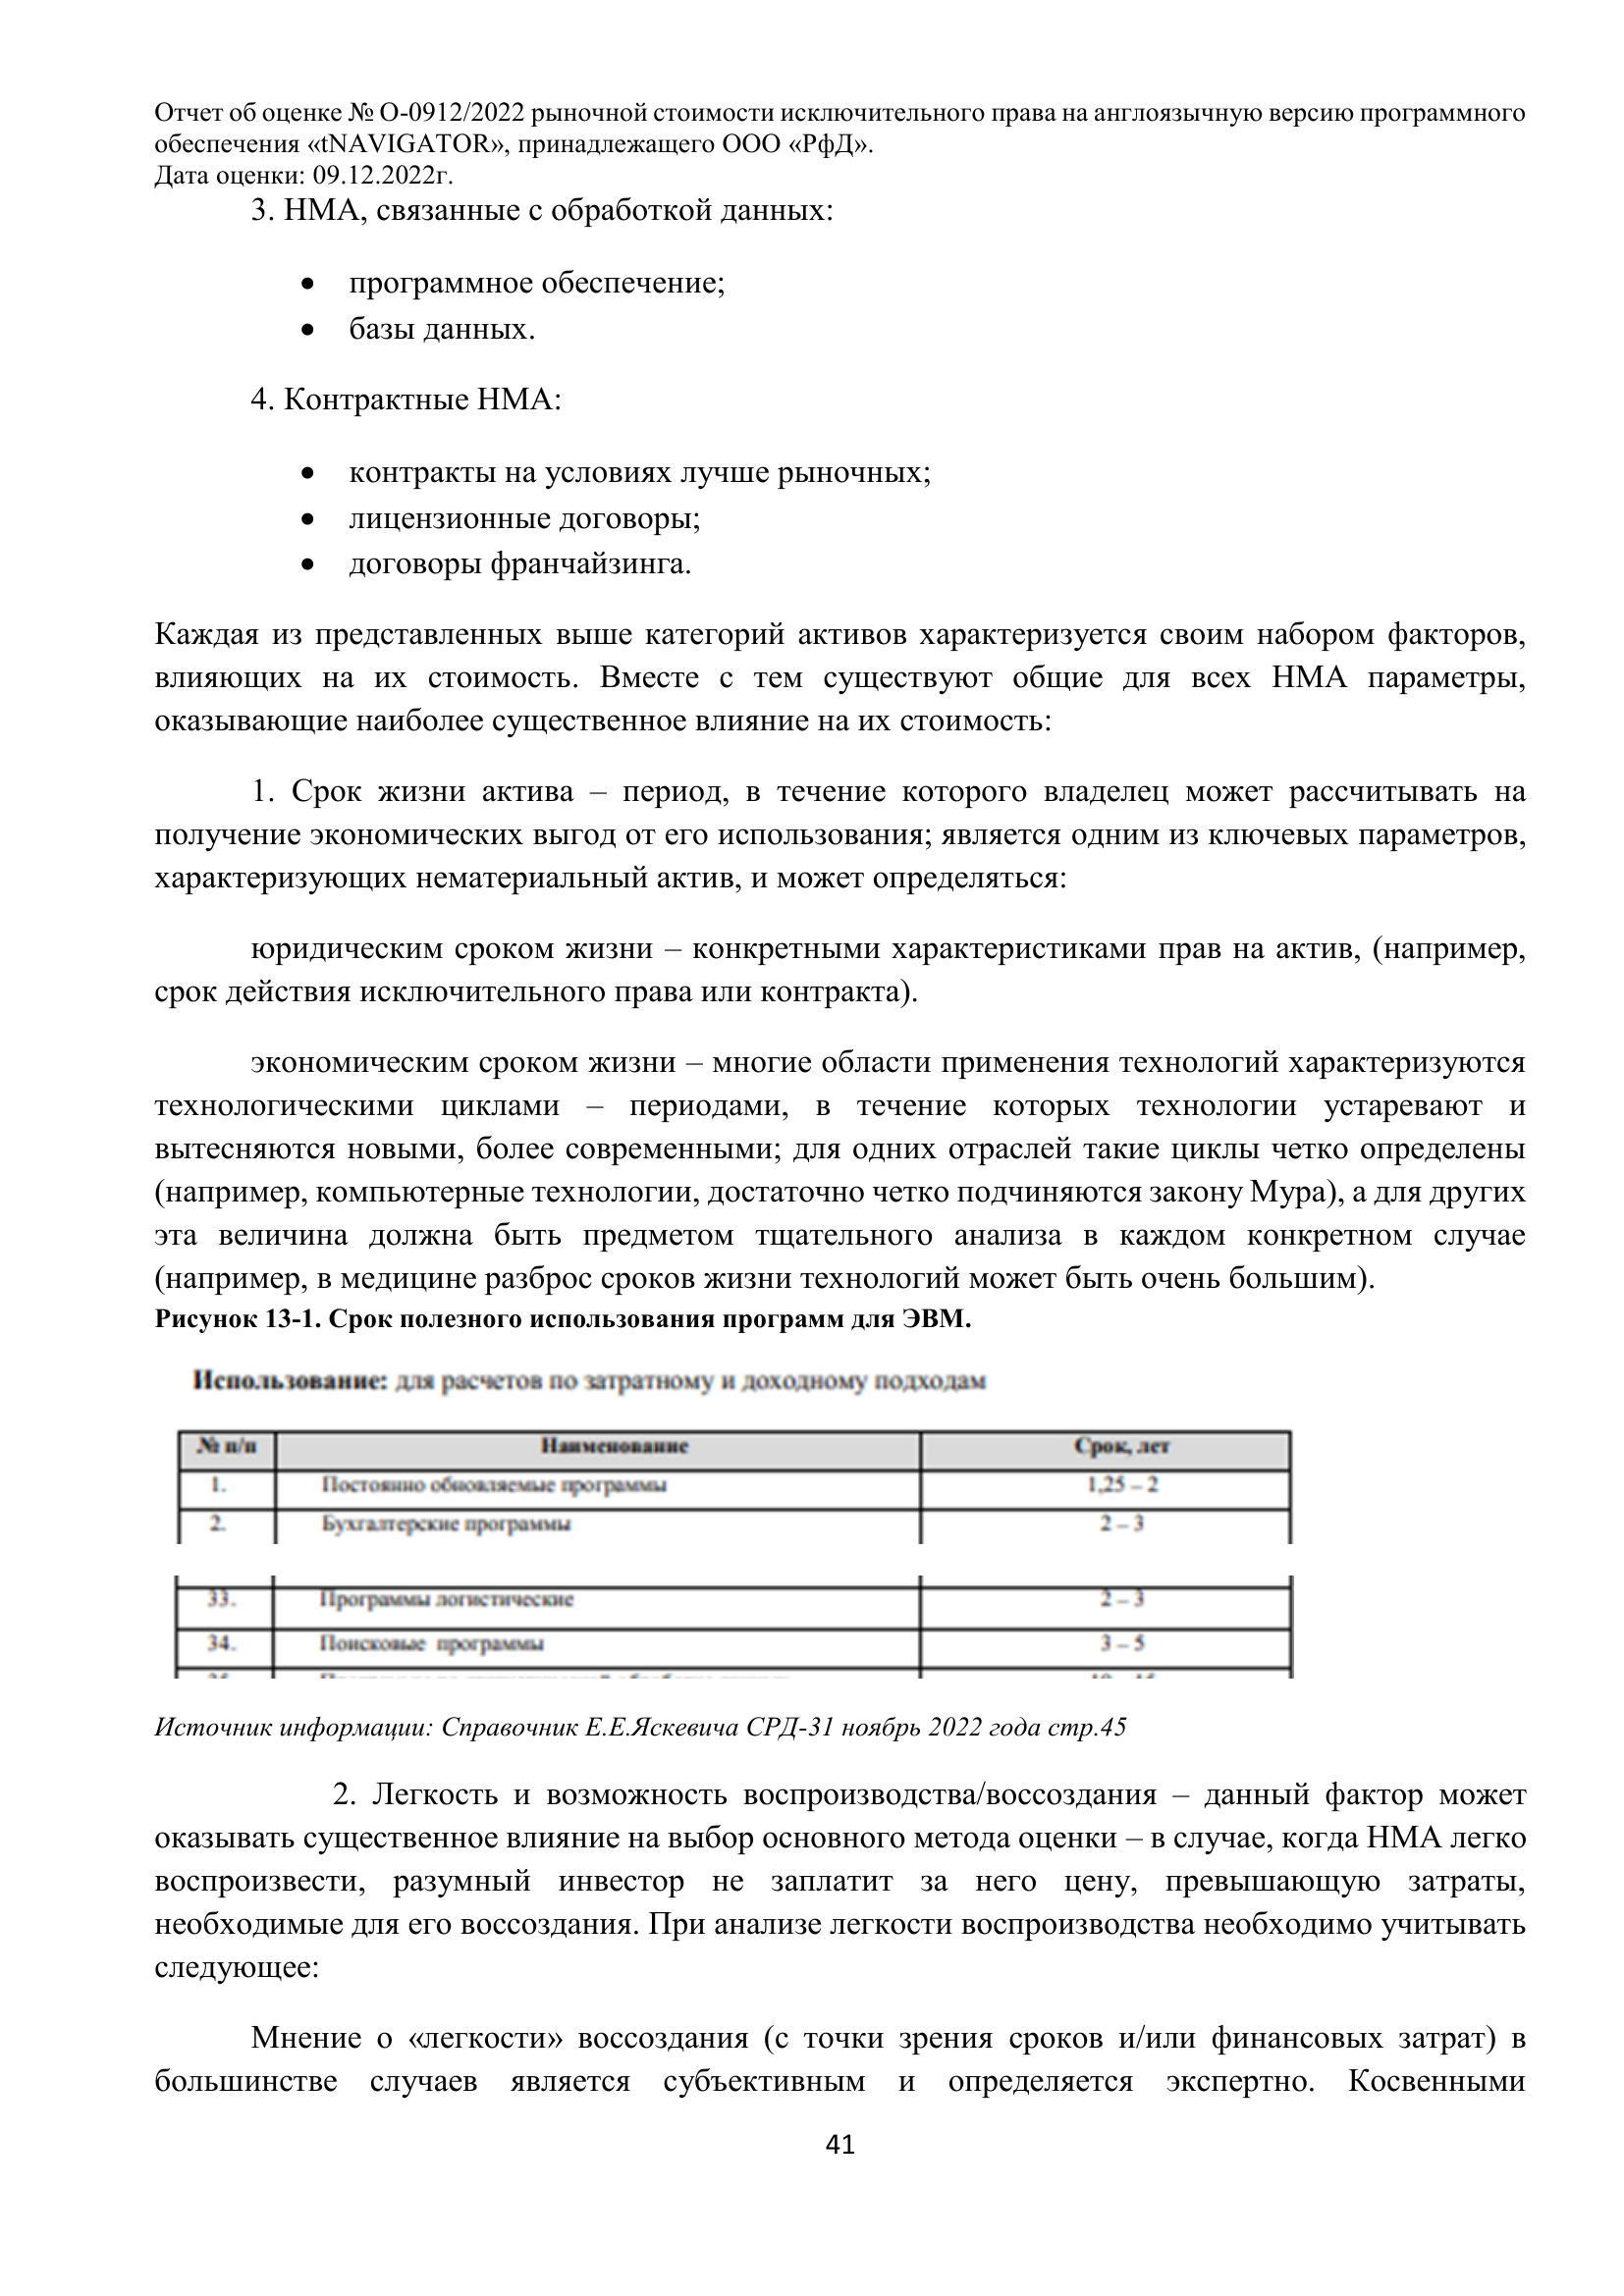 Отчет об оценке № О-0912/2022 рыночной стоимости исключительного права на англоязычную версию программного
обеспечения «tNAVIGATOR», принадлежащего ООО «РфД».
Дата оценки: 09.12.2022г.
3. НМА, связанные с обработкой данных:
• программное обеспечение;
• базы данных.
4. Контрактные НМА:
• контракты на условиях лучше рыночных;
• лицензионные договоры;
• договоры франчайзинга.
Каждая из представленных выше категорий активов характеризуется своим набором факторов,
влияющих на их стоимость. Вместе с тем существуют общие для всех НМА параметры,
оказывающие наиболее существенное влияние на их стоимость:
1. Срок жизни актива – период, в течение которого владелец может рассчитывать на
получение экономических выгод от его использования; является одним из ключевых параметров,
характеризующих нематериальный актив, и может определяться:
юридическим сроком жизни – конкретными характеристиками прав на актив, (например,
срок действия исключительного права или контракта).
экономическим сроком жизни – многие области применения технологий характеризуются
технологическими циклами – периодами, в течение которых технологии устаревают и
вытесняются новыми, более современными; для одних отраслей такие циклы четко определены
(например, компьютерные технологии, достаточно четко подчиняются закону Мура), а для других
эта величина должна быть предметом тщательного анализа в каждом конкретном случае
(например, в медицине разброс сроков жизни технологий может быть очень большим).
Рисунок 13-1. Срок полезного использования программ для ЭВМ.
Использование: для расчетов по затратному и доходному подходам
№ п/п Наименование Срок, лет
1. Постоянно обновляемые программы 1,25 – 2
2. Бухгалтерские программы 2 – 3
33. Программы логистические 2 – 3
34. Поисковые программы 3 – 5
Источник информации: Справочник Е.Е.Яскевича СРД-31 ноябрь 2022 года стр.45
2. Легкость и возможность воспроизводства/воссоздания – данный фактор может
оказывать существенное влияние на выбор основного метода оценки – в случае, когда НМА легко
воспроизвести, разумный инвестор не заплатит за него цену, превышающую затраты,
необходимые для его воссоздания. При анализе легкости воспроизводства необходимо учитывать
следующее:
Мнение о «легкости» воссоздания (с точки зрения сроков и/или финансовых затрат) в
большинстве случаев является субъективным и определяется экспертно. Косвенными
41